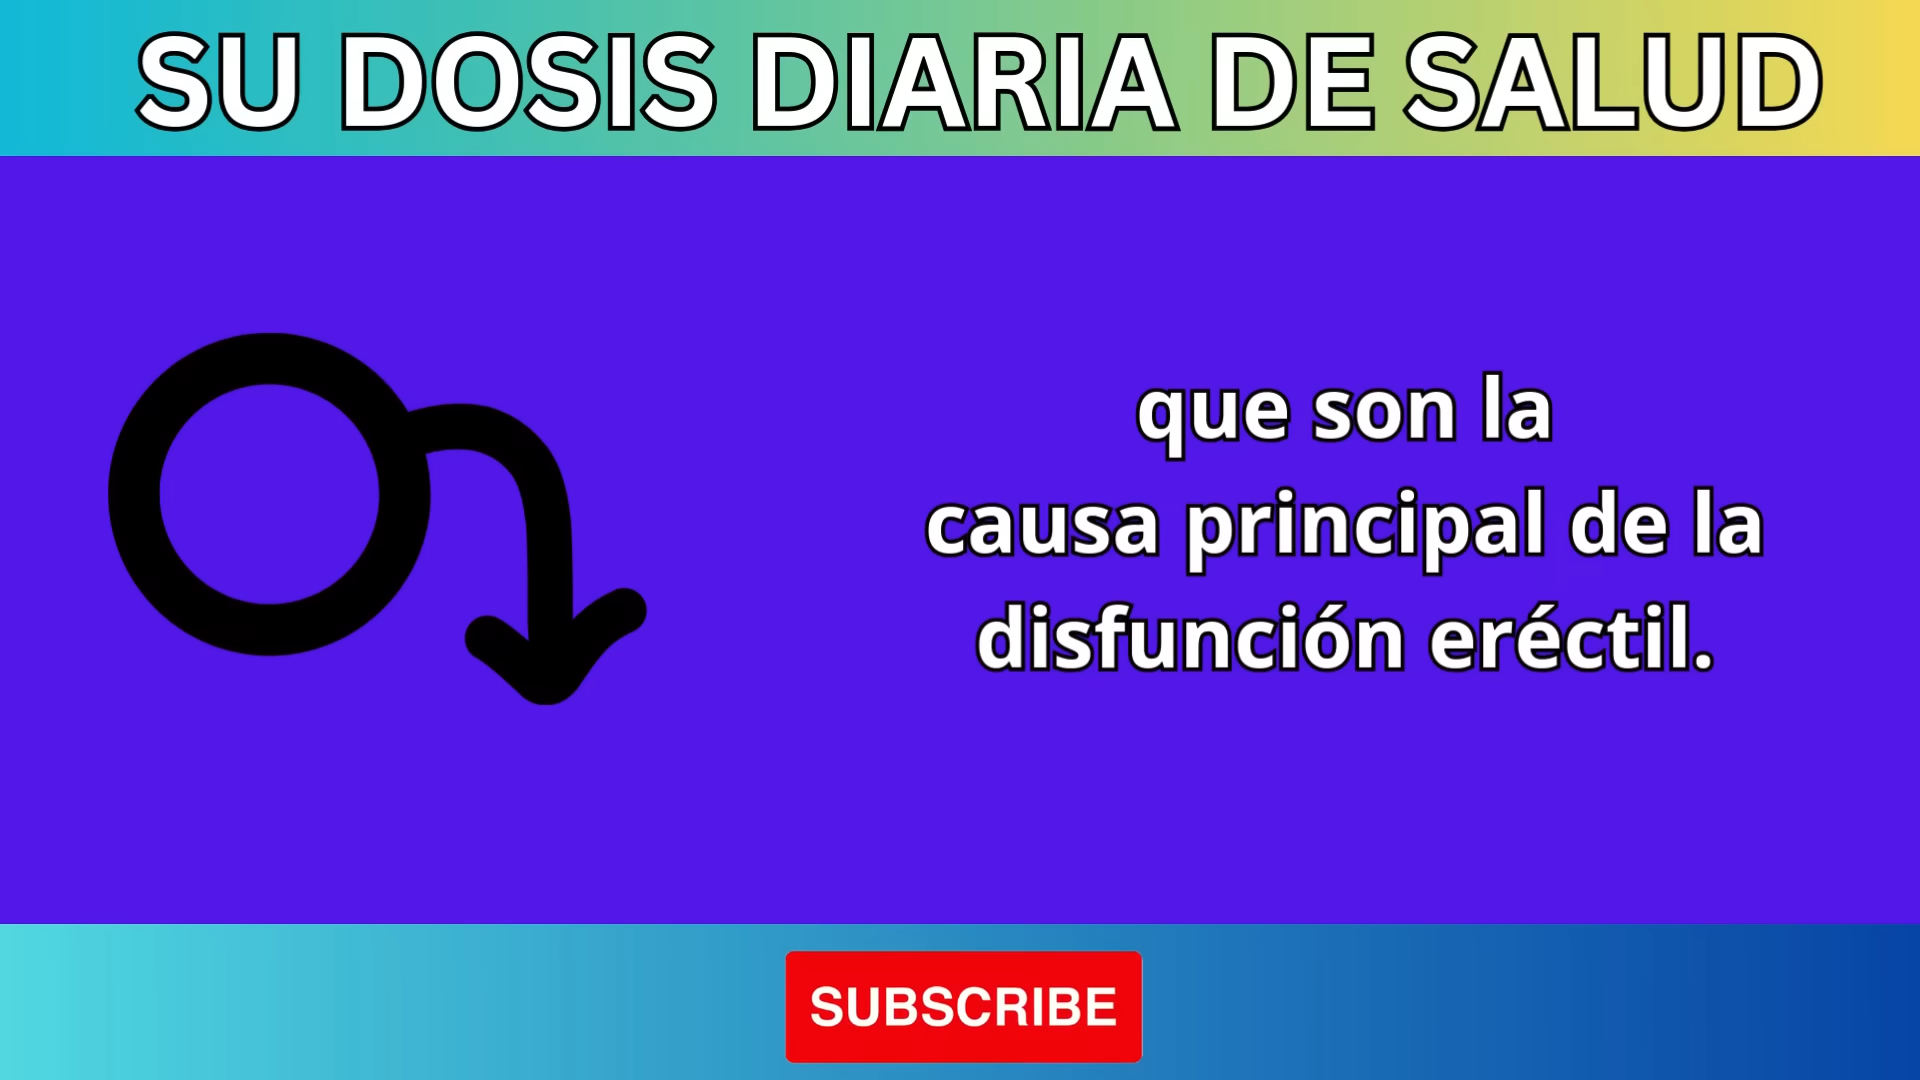 SU DOSIS DIARIA DE SALUD
que son la
causa principal de la
disfunción eréctil.
SUBSCRIBE